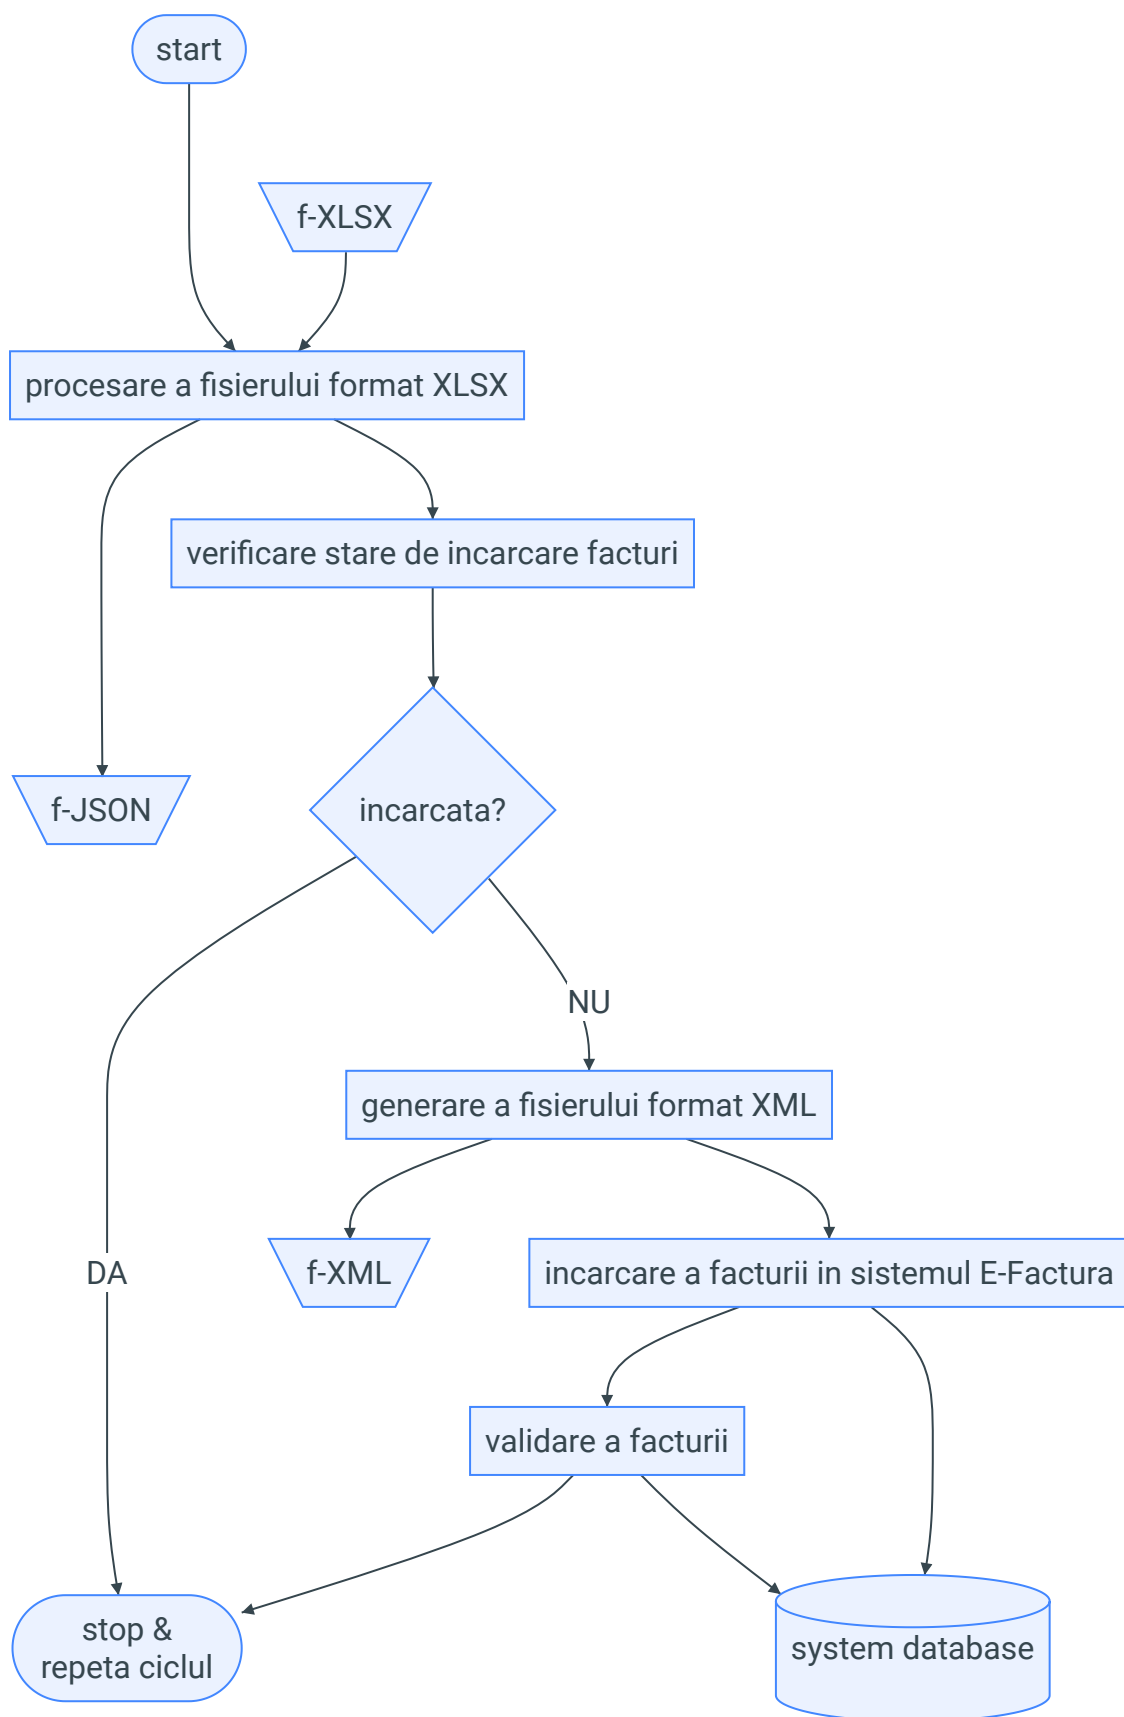 start
f-XLSX
procesare a fisierului format XLSX
verificare stare de incarcare facturi
f-JSON
incarcata?
NU
generare a fisierului format XML
DA
f-XML
incarcare a facturii in sistemul E-Factura
validare a facturii
stop &
repeta ciclul
system database